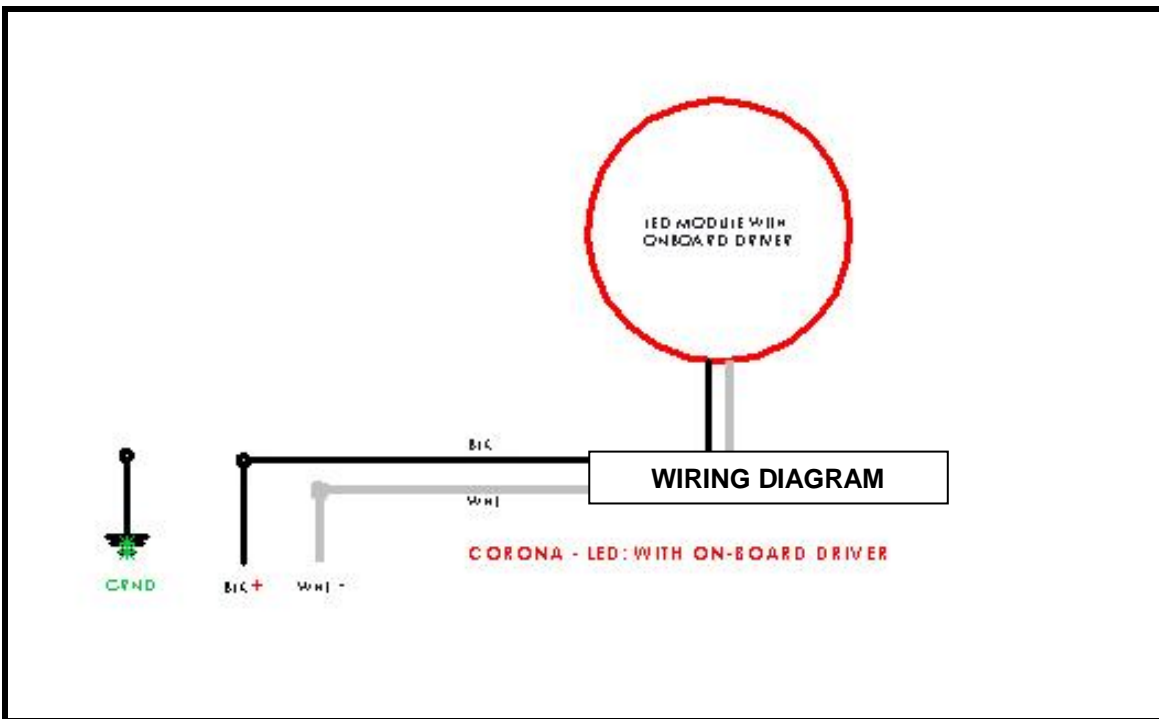 LED MODULE WITH
ONBOARD DRIVER
BLK
WIRING DIAGRAM
WHT
CORONA - LED: WITH ON-BOARD DRIVER
GRND
BLK +
WHT -